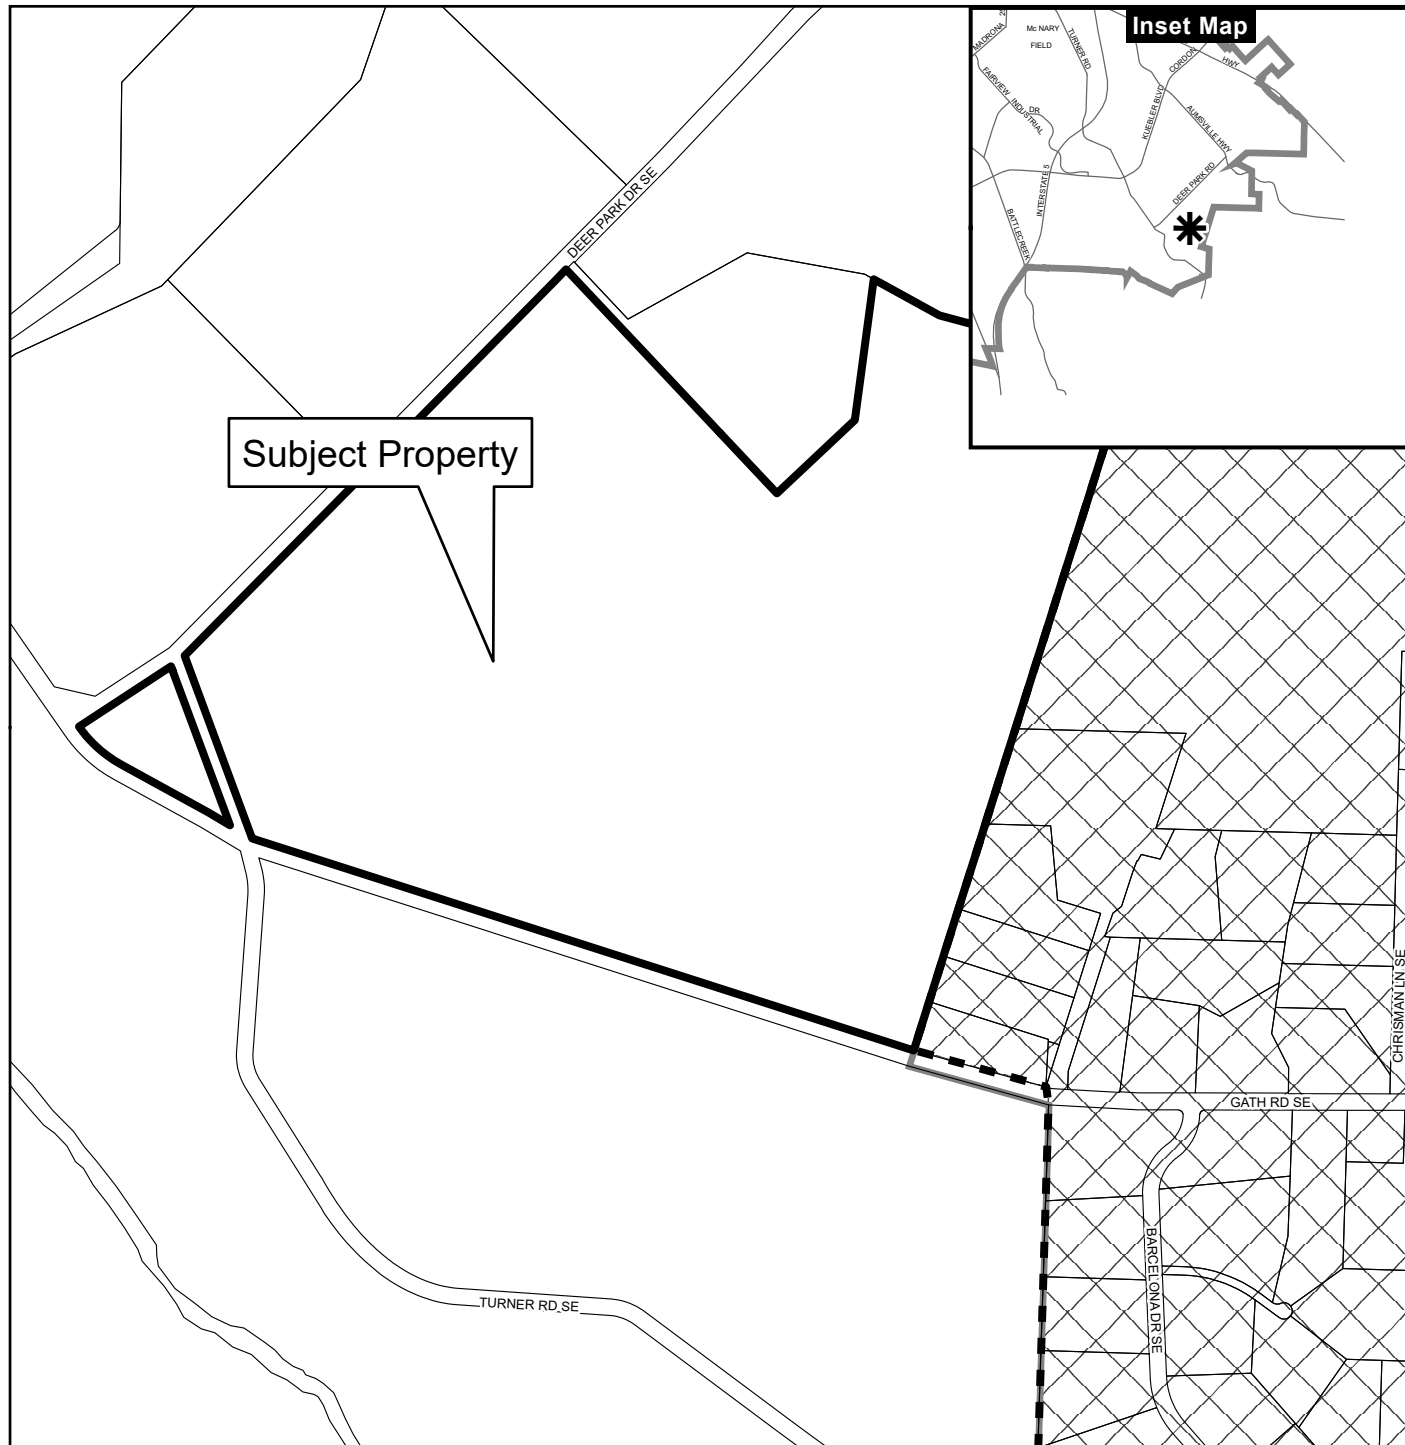 Inset Map
MADRONA
25
Mc NARY
FIELD
TURNER RD
CORDON
HWY
FAIRVIEW
INDUSTRIAL
DR
KUEBLER BLVD
AUMSVILLE HWY
DEER PARK RD
INTERSTATE 5
BATTLECREEK
DEER PARK DR SE
Subject Property
CHRISMAN LN SE
GATH RD SE
BARCELONA DR SE
TURNER RD SE